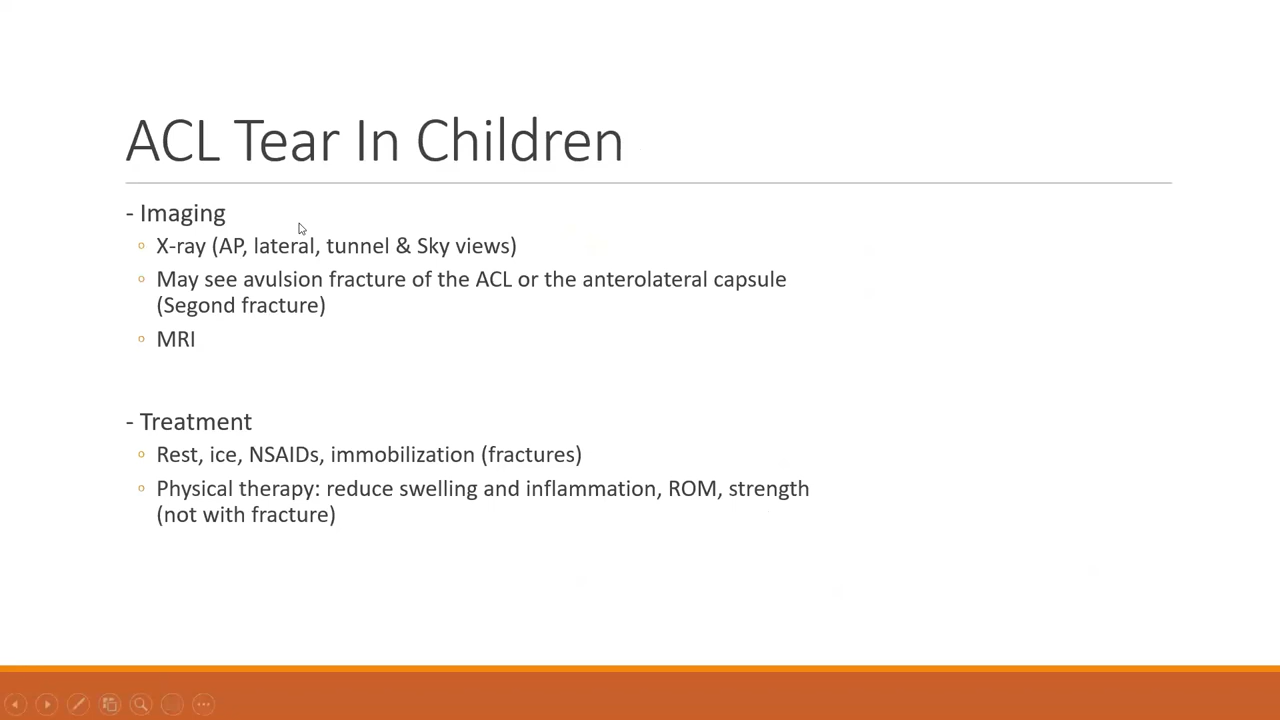 ACL Tear In Children
- Imaging
◦ X-ray (AP, lateral, tunnel & Sky views)
◦ May see avulsion fracture of the ACL or the anterolateral capsule
(Segond fracture)
◦ MRI
- Treatment
◦ Rest, ice, NSAIDs, immobilization (fractures)
◦ Physical therapy: reduce swelling and inflammation, ROM, strength
(not with fracture)